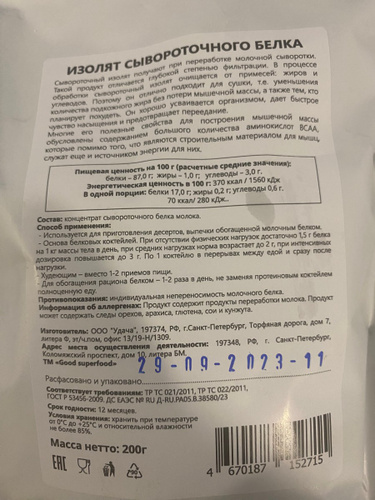 ИЗОЛЯТ СЫВОРОТОЧНОГО БЕЛКА
Сывороточный изолят получают при переработке молочной сыворотки.
Такой продукт отличается глубокой степенью фильтрации. В процессе
обработки сывороточный изолят очищается от примесей: жиров и
углеводов. Поэтому он отлично подходит для сушки, т.е. уменьшения
количества подкожного жира без потери мышечной массы, а также тем, кто
планирует похудеть. Он хорошо усваивается организмом, дает быстрое
чувство насыщения и предотвращает переедание.
Многие его полезные свойства для построения мышечной массы
обусловлены содержанием большого количества аминокислот BCAA,
которые помимо того, что являются строительным материалом для мышц,
служат еще и источником энергии для них.
Пищевая ценность на 100 г (расчетные средние значения):
белки – 87,0 г; жиры – 1,0 г; углеводы – 3,0 г.
Энергетическая ценность в 100 г: 370 ккал / 1560 кДж
В одной порции: белки 17,0 г; жиры 0,2 г; углеводы 0,6 г.
70 ккал/ 280 кДж..
Состав: концентрат сывороточного белка молока.
Способ применения:
- Используется для приготовления десертов, выпечки обогащенной молочным белком.
- Основа белковых коктейлей. При отсутствии физических нагрузок достаточно 1,5 г белка
на 1 кг массы тела в день, при средних нагрузках норма возрастает до 2 г, при интенсивных
дозировка повышается до 3 г. По 1 коктейлю в перерывах между едой и сразу после
нагрузки.
- Худеющим – вместо 1-2 приемов пищи.
- Для обогащения рациона белком – 1-2 раза в день, не заменяя протеиновым коктейлем
полноценную еду.
Противопоказания: индивидуальная непереносимость молочного белка.
Информация об аллергенах: Продукт содержит продукты переработки молока. Продукт
может содержать следы орехов, арахиса, глютена, сои и кунжута.
Изготовитель: ООО "Удача", 197374, РФ, г.Санкт-Петербург, Торфяная дорога, дом 7,
литера Ф, эт/ч.пом, офис 13/19-Н/1309.
Адрес места осуществления деятельности: 197348, РФ, г. Санкт-Петербург,
Коломяжский проспект, дом 10, литера БМ.
ТМ «Good superfood»
29-09-2023-11
Расфасовано и упаковано
Соответствует требованиям: ТР ТС 021/2011, ТР ТС 022/2011,
ГОСТ Р 53456-2009. ДС ЕАЭС № RU Д-RU.РА05.В.38580/23
Срок годности: 12 месяцев.
Условия хранения: хранить при температуре
от 0°С до +25°С и относительной влажности
не более 85%.
Масса нетто: 200г
EAC
4 670187 152715